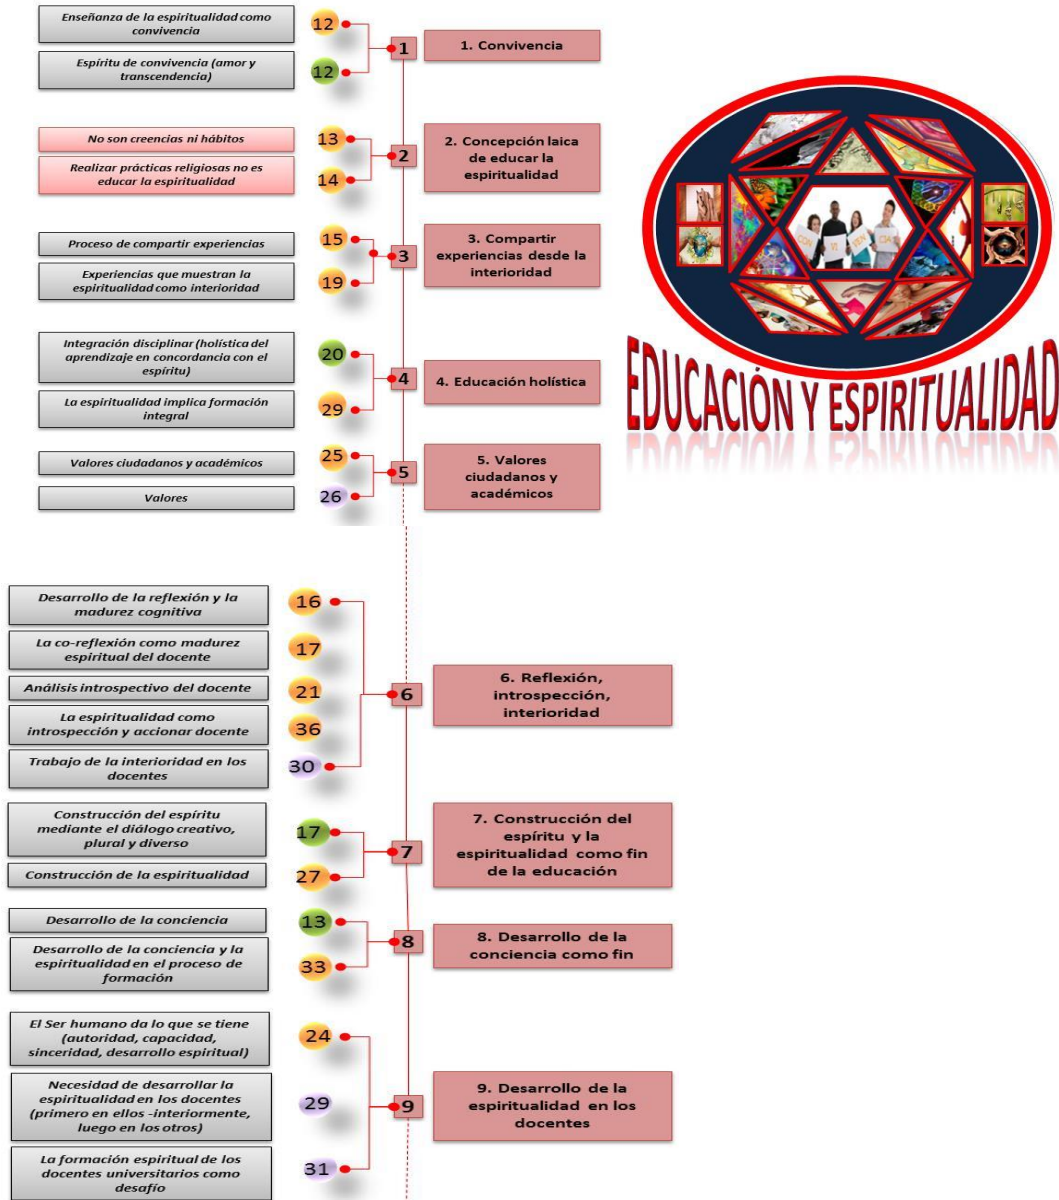 Enseñanza de la espiritualidad como
convivencia
12
Espíritu de convivencia (amor y
transcendencia)
12
1
1. Convivencia
No son creencias ni hábitos
13
Realizar prácticas religiosas no es
educar la espiritualidad
14
2
2. Concepción laica
de educar la
espiritualidad
Proceso de compartir experiencias
15
Experiencias que muestran la
espiritualidad como interioridad
19
3
3. Compartir
experiencias desde la
interioridad
Integración disciplinar (holística del
aprendizaje en concordancia con el
espíritu)
20
La espiritualidad implica formación
integral
29
4
4. Educación holística
Valores ciudadanos y académicos
25
Valores
26
5
5. Valores
ciudadanos y
académicos
CON VI VEN CIA
EDUCACIÓN Y ESPIRITUALIDAD
Desarrollo de la reflexión y la
madurez cognitiva
16
La co-reflexión como madurez
espiritual del docente
17
Análisis introspectivo del docente
21
La espiritualidad como
introspección y accionar docente
36
Trabajo de la interioridad en los
docentes
30
6
6. Reflexión,
introspección,
interioridad
Construcción del espíritu
mediante el diálogo creativo,
plural y diverso
17
Construcción de la espiritualidad
27
7
7. Construcción del
espíritu y la
espiritualidad como fin
de la educación
Desarrollo de la conciencia
13
Desarrollo de la conciencia y la
espiritualidad en el proceso de
formación
33
8
8. Desarrollo de la
conciencia como fin
El Ser humano da lo que se tiene
(autoridad, capacidad,
sinceridad, desarrollo espiritual)
24
Necesidad de desarrollar la
espiritualidad en los docentes
(primero en ellos -interiormente,
luego en los otros)
29
La formación espiritual de los
docentes universitarios como
desafío
31
9
9. Desarrollo de la
espiritualidad en los
docentes